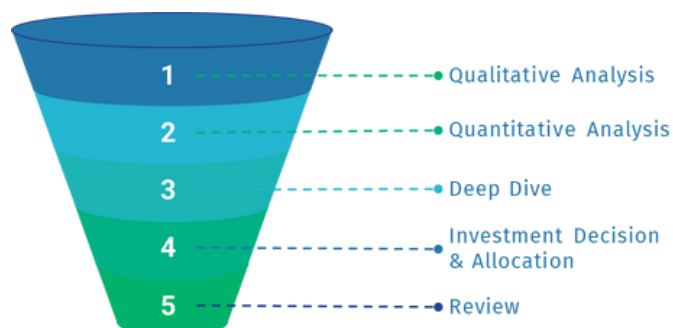 1
Qualitative Analysis
2
Quantitative Analysis
3
Deep Dive
4
Investment Decision
& Allocation
5
Review